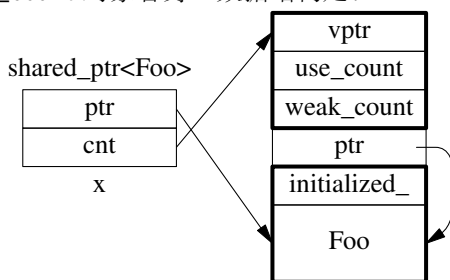 vptr
shared_ptr<Foo>
use_count
ptr
weak_count
cnt
ptr
x
initialized_
Foo